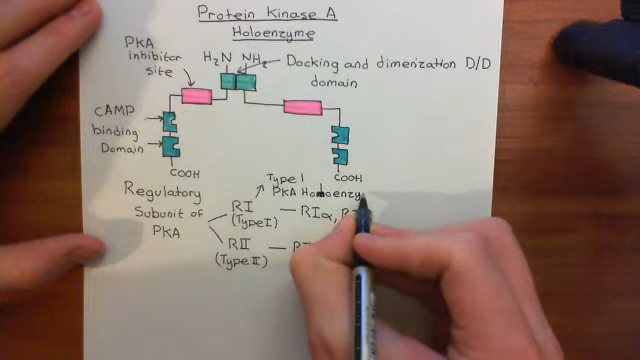 Protein Kinase A
Holoenzyme
PKA
inhibitor
site
H₂N NH₂
Docking and dimerization D/D
domain
CAMP
binding
Domain
COOH
COOH
Regulatory
Subunit of
PKA
Type I
PKA Holoenzy
RI
(Type I)
— RIα, R
RII
(Type II)
— R